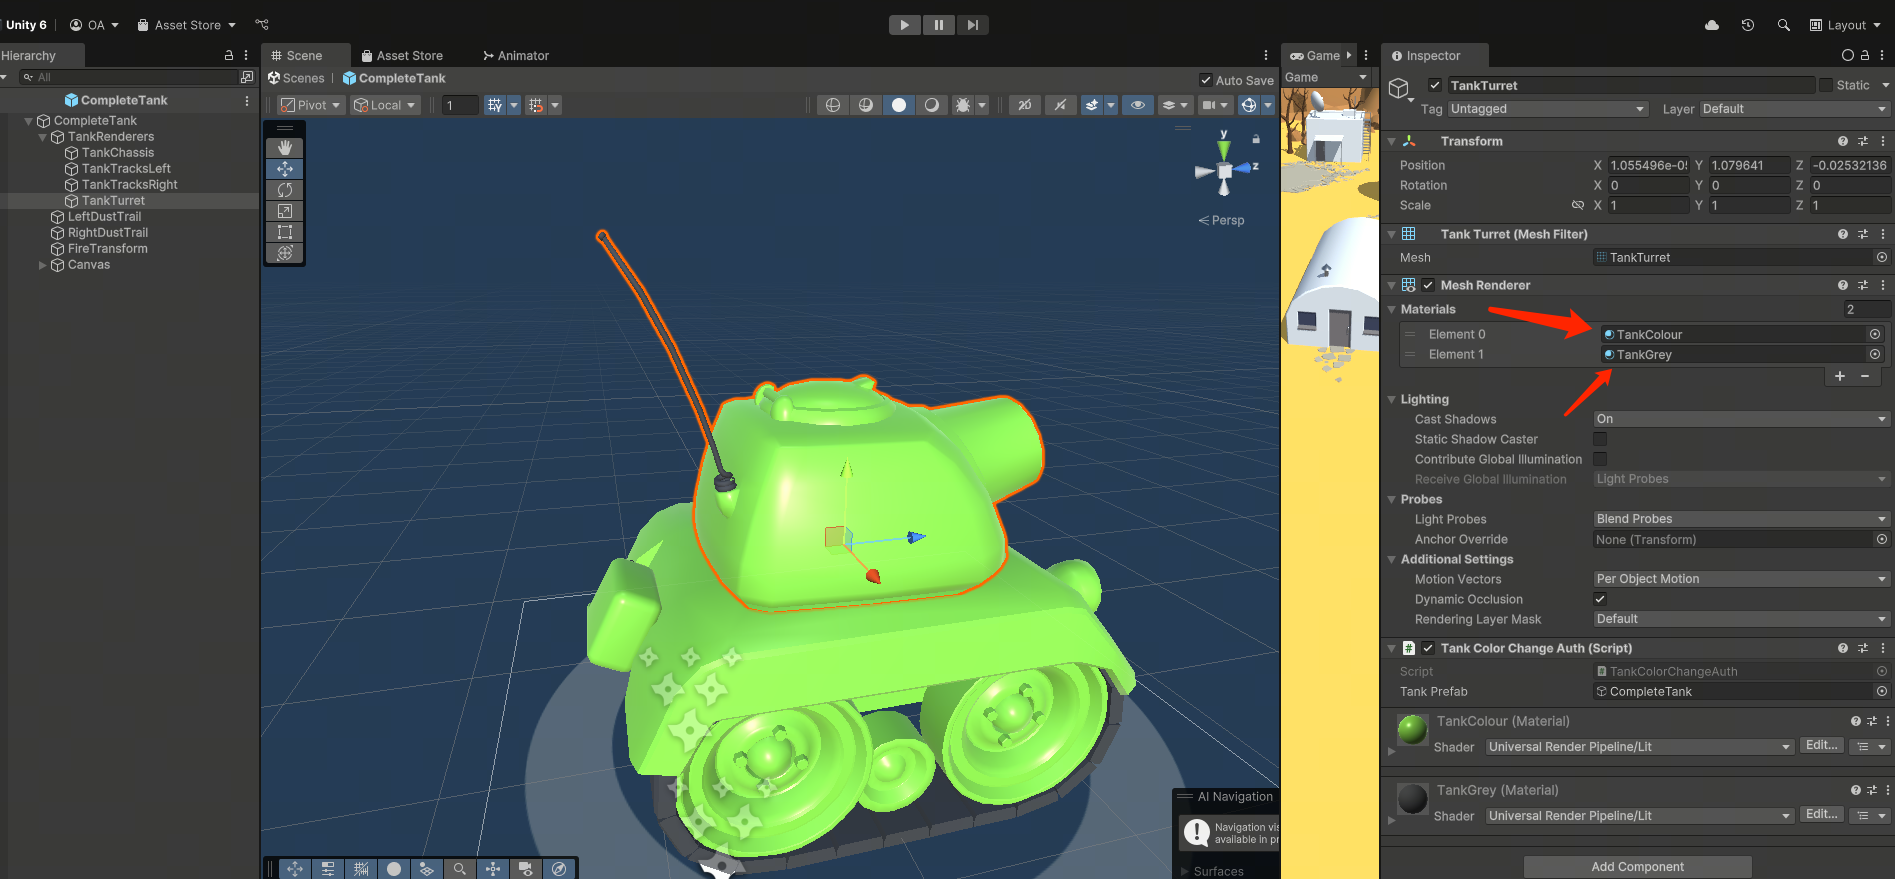 Unity 6
OA
Asset Store
Layout
Hierarchy
Scene
Asset Store
Animator
Game
Inspector
All
Scenes
CompleteTank
Auto Save
Game
TankTurret
Static
CompleteTank
Pivot
Local
1
2D
Tag
Untagged
Layer
Default
CompleteTank
TankRenderers
TankChassis
TankTracksLeft
TankTracksRight
TankTurret
LeftDustTrail
RightDustTrail
FireTransform
Canvas
y
z
Persp
Transform
Position
X
1.055496e-05
Y
1.079641
Z
-0.02532136
Rotation
X
0
Y
0
Z
0
Scale
X
1
Y
1
Z
1
Tank Turret (Mesh Filter)
Mesh
TankTurret
Mesh Renderer
Materials
2
Element 0
TankColour
Element 1
TankGrey
Lighting
Cast Shadows
On
Static Shadow Caster
Contribute Global Illumination
Receive Global Illumination
Light Probes
Probes
Light Probes
Blend Probes
Anchor Override
None (Transform)
Additional Settings
Motion Vectors
Per Object Motion
Dynamic Occlusion
Rendering Layer Mask
Default
Tank Color Change Auth (Script)
Script
TankColorChangeAuth
Tank Prefab
CompleteTank
TankColour (Material)
Shader
Universal Render Pipeline/Lit
Edit...
TankGrey (Material)
Shader
Universal Render Pipeline/Lit
Edit...
Add Component
AI Navigation
Navigation vis
available in pr
Surfaces